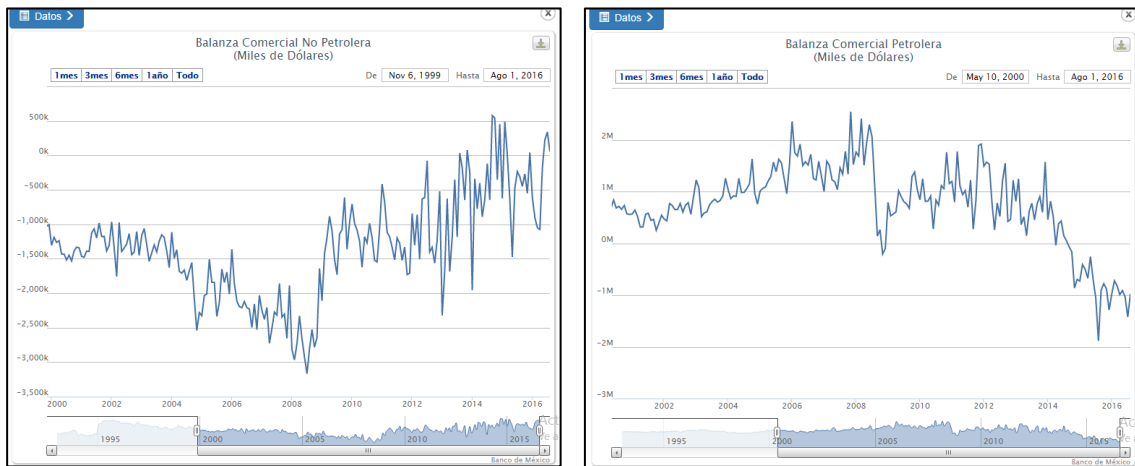 Datos >
x
Balanza Comercial No Petrolera
(Miles de Dólares)
1mes 3mes 6mes 1año Todo
De Nov 6, 1999 Hasta Ago 1, 2016
500k
0k
−500k
−1,000k
−1,500k
−2,000k
−2,500k
−3,000k
−3,500k
2000 2002 2004 2006 2008 2010 2012 2014 2016
1995 2000 2005 2010 2015
Banco de México
Datos >
x
Balanza Comercial Petrolera
(Miles de Dólares)
1mes 3mes 6mes 1año Todo
De May 10, 2000 Hasta Ago 1, 2016
2M
1M
0M
−1M
−2M
−3M
2002 2004 2006 2008 2010 2012 2014 2016
1995 2000 2005 2010 2015
Banco de México